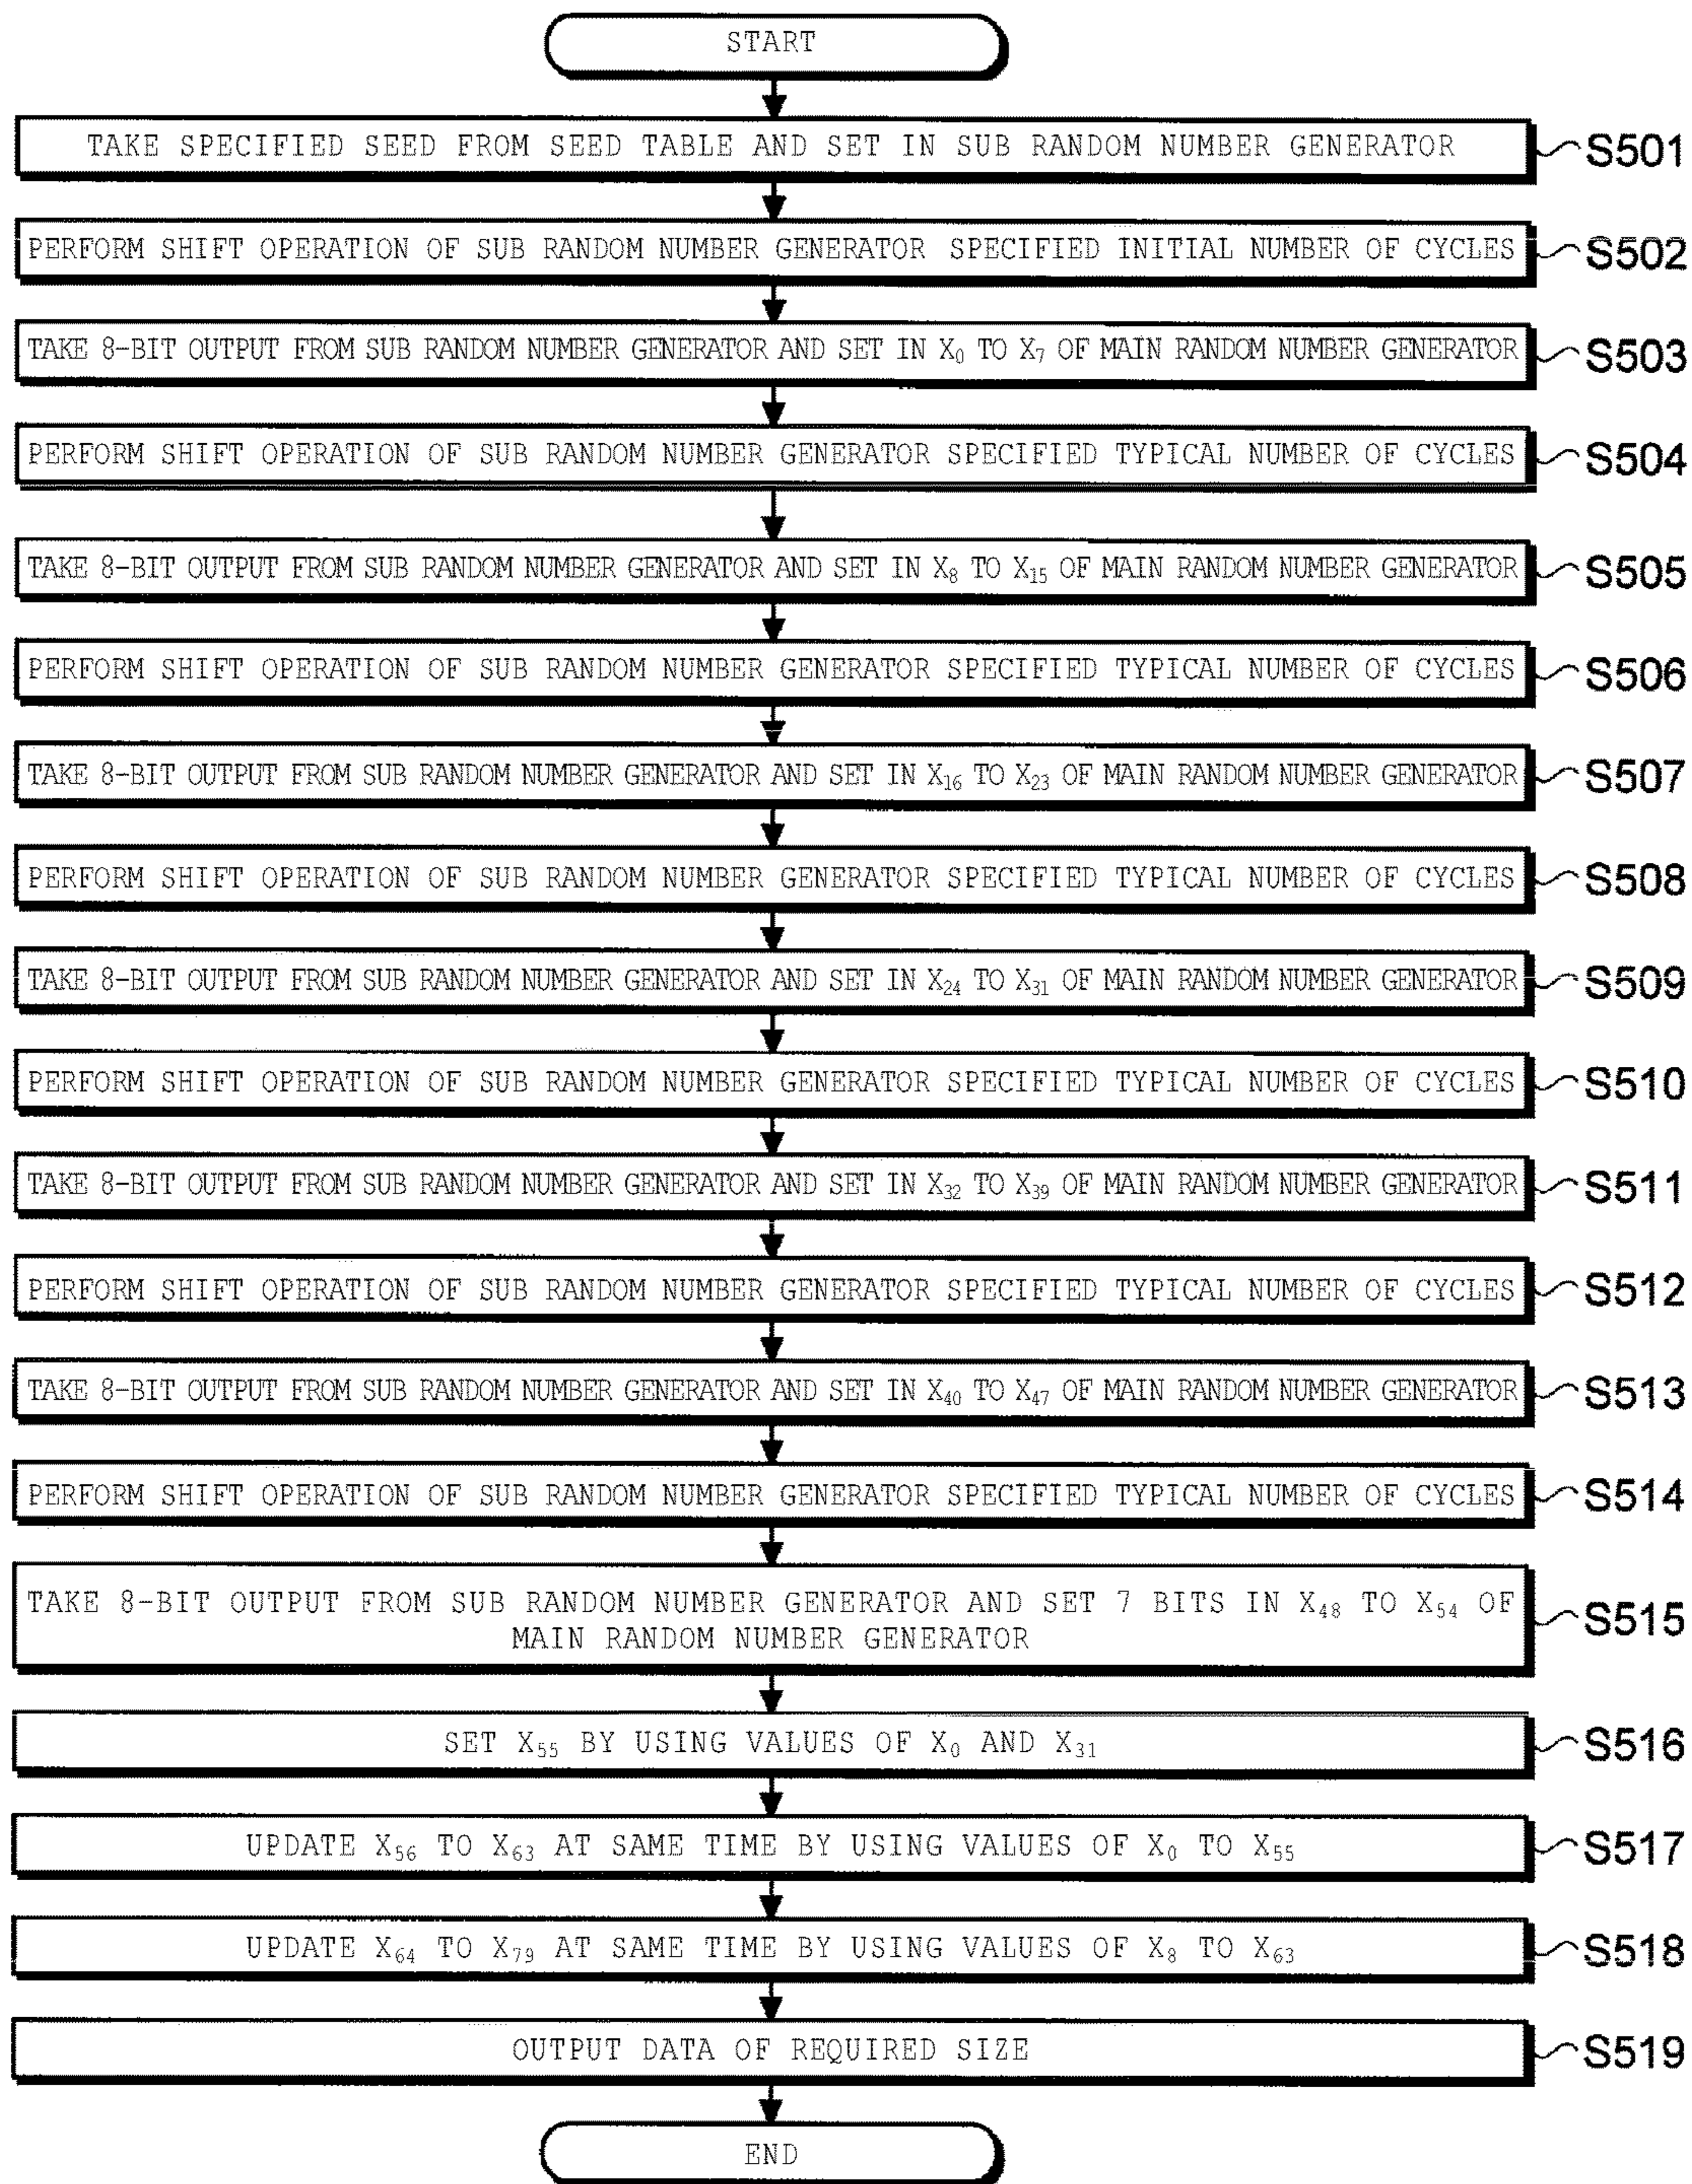 START
TAKE SPECIFIED SEED FROM SEED TABLE AND SET IN SUB RANDOM NUMBER GENERATOR S501
PERFORM SHIFT OPERATION OF SUB RANDOM NUMBER GENERATOR SPECIFIED INITIAL NUMBER OF CYCLES S502
TAKE 8-BIT OUTPUT FROM SUB RANDOM NUMBER GENERATOR AND SET IN X₀ TO X₇ OF MAIN RANDOM NUMBER GENERATOR S503
PERFORM SHIFT OPERATION OF SUB RANDOM NUMBER GENERATOR SPECIFIED TYPICAL NUMBER OF CYCLES S504
TAKE 8-BIT OUTPUT FROM SUB RANDOM NUMBER GENERATOR AND SET IN X₈ TO X₁₅ OF MAIN RANDOM NUMBER GENERATOR S505
PERFORM SHIFT OPERATION OF SUB RANDOM NUMBER GENERATOR SPECIFIED TYPICAL NUMBER OF CYCLES S506
TAKE 8-BIT OUTPUT FROM SUB RANDOM NUMBER GENERATOR AND SET IN X₁₆ TO X₂₃ OF MAIN RANDOM NUMBER GENERATOR S507
PERFORM SHIFT OPERATION OF SUB RANDOM NUMBER GENERATOR SPECIFIED TYPICAL NUMBER OF CYCLES S508
TAKE 8-BIT OUTPUT FROM SUB RANDOM NUMBER GENERATOR AND SET IN X₂₄ TO X₃₁ OF MAIN RANDOM NUMBER GENERATOR S509
PERFORM SHIFT OPERATION OF SUB RANDOM NUMBER GENERATOR SPECIFIED TYPICAL NUMBER OF CYCLES S510
TAKE 8-BIT OUTPUT FROM SUB RANDOM NUMBER GENERATOR AND SET IN X₃₂ TO X₃₉ OF MAIN RANDOM NUMBER GENERATOR S511
PERFORM SHIFT OPERATION OF SUB RANDOM NUMBER GENERATOR SPECIFIED TYPICAL NUMBER OF CYCLES S512
TAKE 8-BIT OUTPUT FROM SUB RANDOM NUMBER GENERATOR AND SET IN X₄₀ TO X₄₇ OF MAIN RANDOM NUMBER GENERATOR S513
PERFORM SHIFT OPERATION OF SUB RANDOM NUMBER GENERATOR SPECIFIED TYPICAL NUMBER OF CYCLES S514
TAKE 8-BIT OUTPUT FROM SUB RANDOM NUMBER GENERATOR AND SET 7 BITS IN X₄₈ TO X₅₄ OF
MAIN RANDOM NUMBER GENERATOR S515
SET X₅₅ BY USING VALUES OF X₀ AND X₃₁ S516
UPDATE X₅₆ TO X₆₃ AT SAME TIME BY USING VALUES OF X₀ TO X₅₅ S517
UPDATE X₆₄ TO X₇₉ AT SAME TIME BY USING VALUES OF X₈ TO X₆₃ S518
OUTPUT DATA OF REQUIRED SIZE S519
END